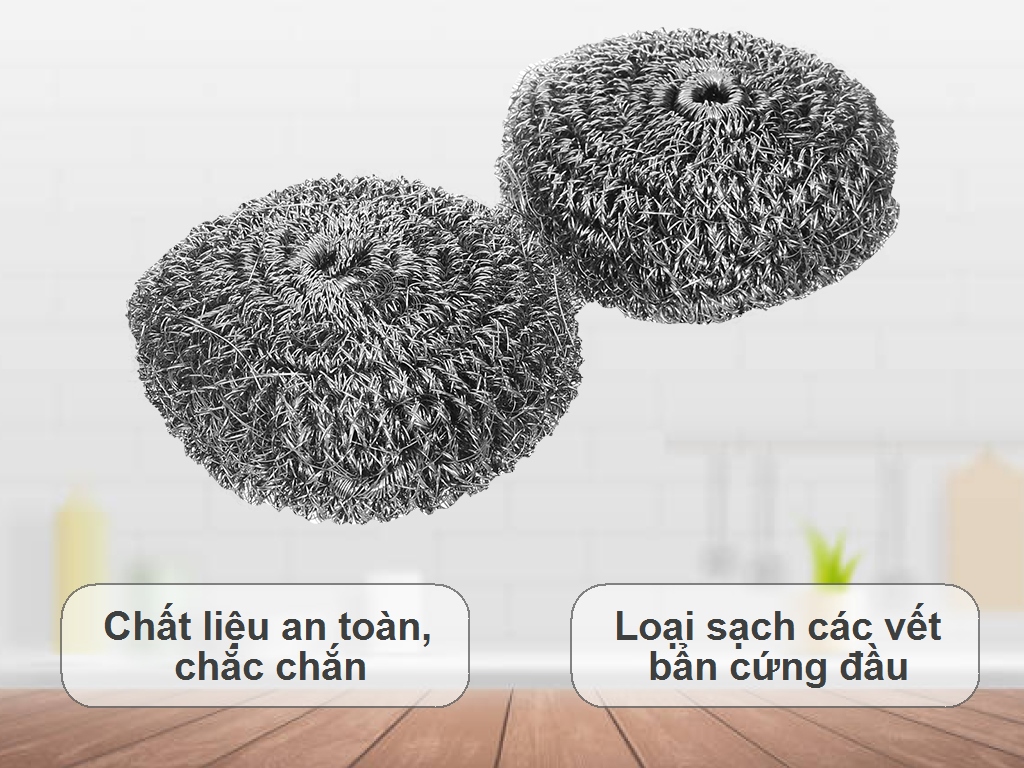 Chất liệu an toàn,
chắc chắn
Loại sạch các vết
bẩn cứng đầu